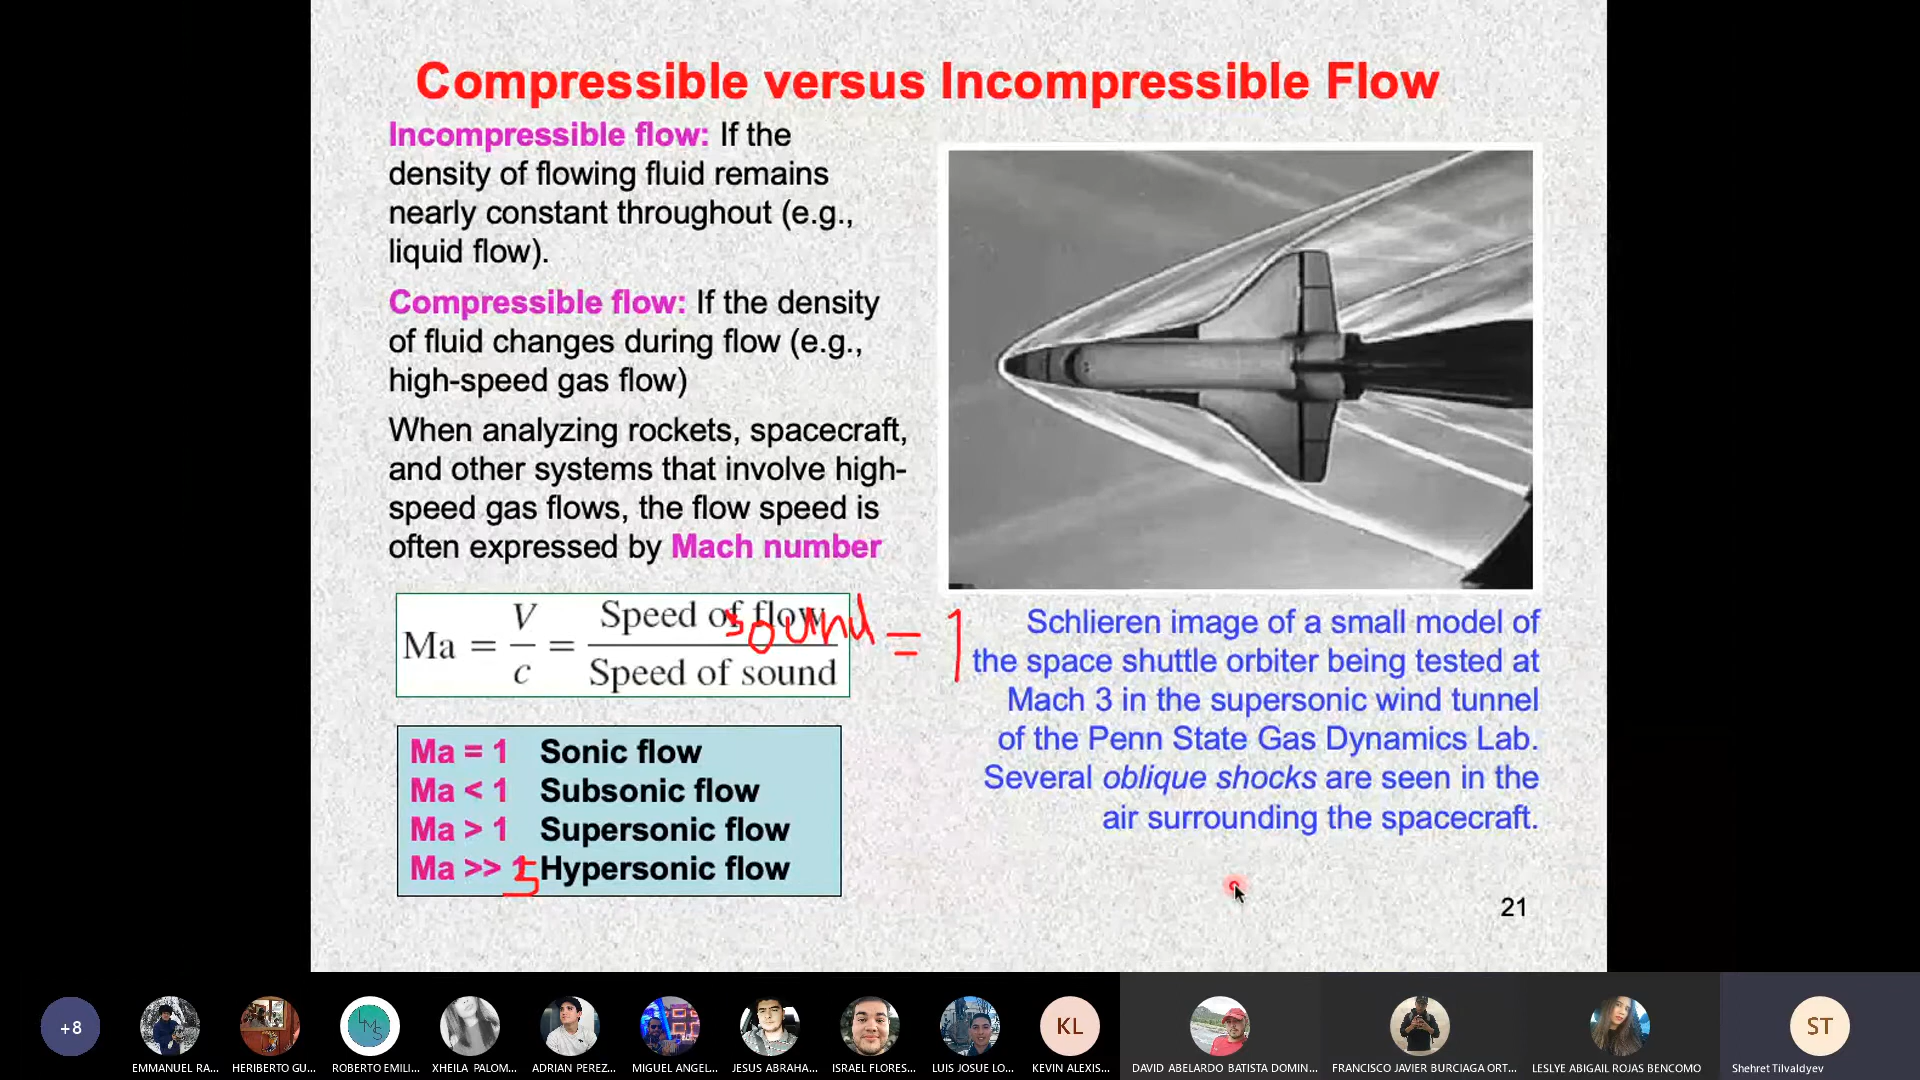 Compressible versus Incompressible Flow
Incompressible flow: If the
density of flowing fluid remains
nearly constant throughout (e.g.,
liquid flow).
Compressible flow: If the density
of fluid changes during flow (e.g.,
high-speed gas flow)
When analyzing rockets, spacecraft,
and other systems that involve high-
speed gas flows, the flow speed is
often expressed by Mach number
Ma = V/c = Speed of flow / Speed of sound
sound = 1
Ma = 1 Sonic flow
Ma < 1 Subsonic flow
Ma > 1 Supersonic flow
Ma >> 1 Hypersonic flow
5
Schlieren image of a small model of
the space shuttle orbiter being tested at
Mach 3 in the supersonic wind tunnel
of the Penn State Gas Dynamics Lab.
Several oblique shocks are seen in the
air surrounding the spacecraft.
21
+8
LMS
KL
ST
EMMANUEL RA...
HERIBERTO GU...
ROBERTO EMILI...
XHEILA PALOM...
ADRIAN PEREZ...
MIGUEL ANGEL...
JESUS ABRAHA...
ISRAEL FLORES...
LUIS JOSUE LO...
KEVIN ALEXIS...
DAVID ABELARDO BATISTA DOMIN...
FRANCISCO JAVIER BURCIAGA ORT...
LESLYE ABIGAIL ROJAS BENCOMO
Shehret Tilvaldyev